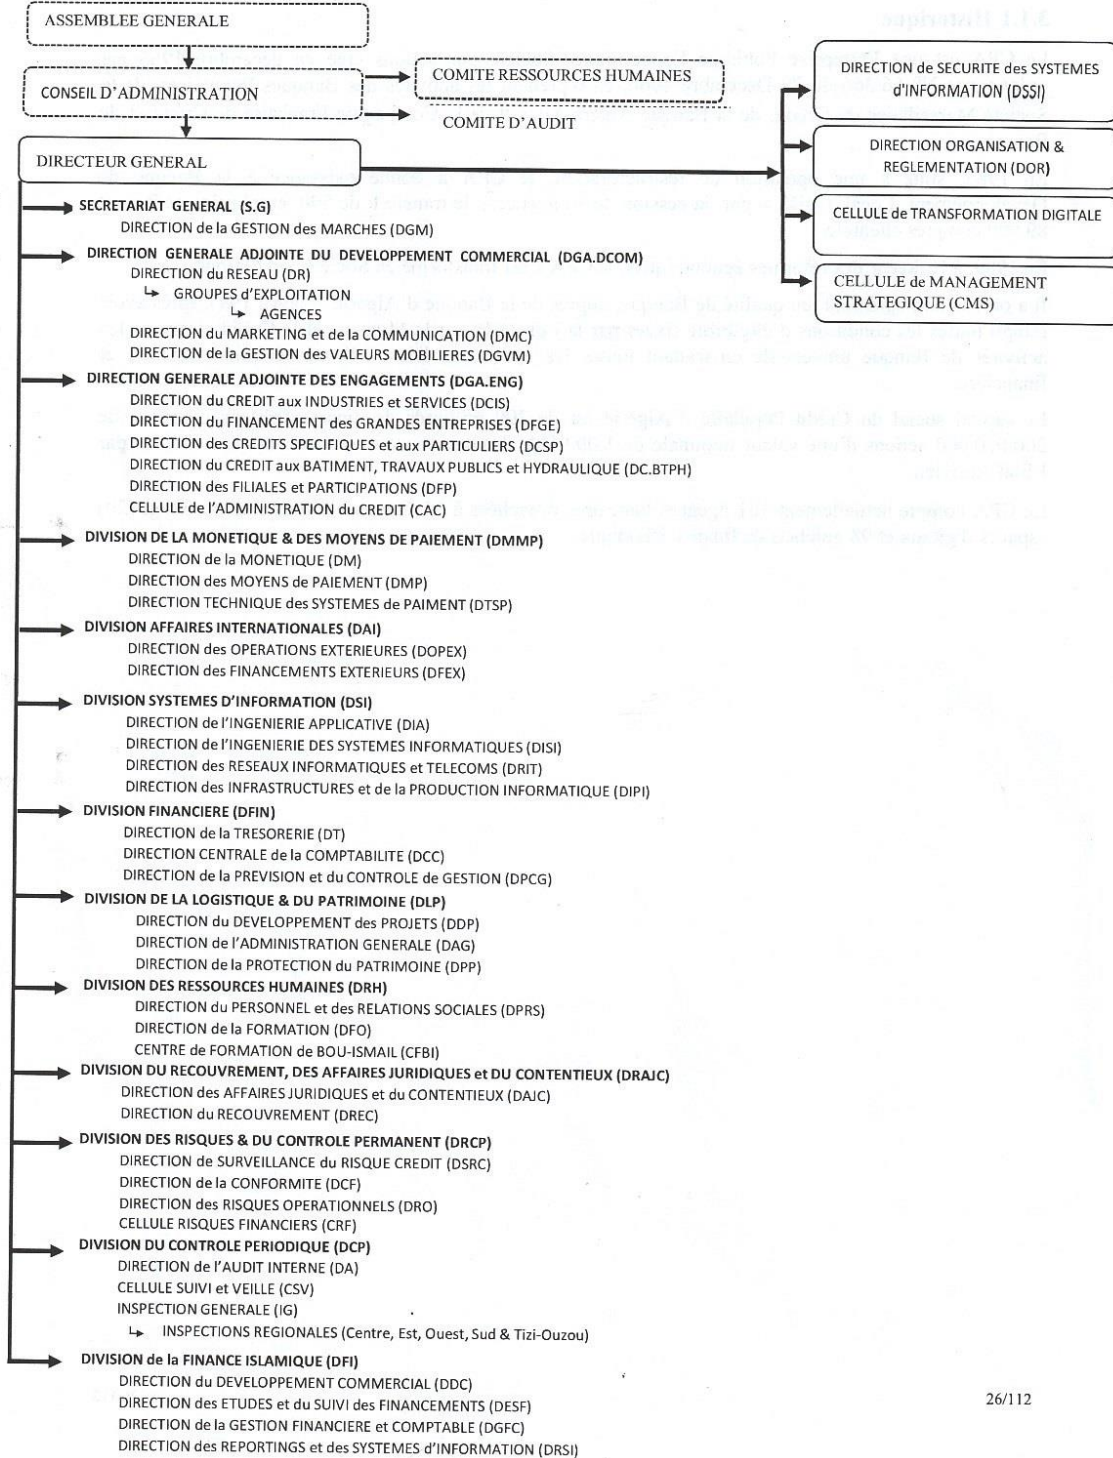 ASSEMBLEE GENERALE
CONSEIL D'ADMINISTRATION
COMITE RESSOURCES HUMAINES
COMITE D'AUDIT
DIRECTEUR GENERAL
DIRECTION de SECURITE des SYSTEMES
d'INFORMATION (DSSI)
DIRECTION ORGANISATION &
REGLEMENTATION (DOR)
CELLULE de TRANSFORMATION DIGITALE
CELLULE de MANAGEMENT
STRATEGIQUE (CMS)
SECRETARIAT GENERAL (S.G)
DIRECTION de la GESTION des MARCHES (DGM)
DIRECTION GENERALE ADJOINTE DU DEVELOPPEMENT COMMERCIAL (DGA.DCOM)
DIRECTION du RESEAU (DR)
GROUPES d'EXPLOITATION
AGENCES
DIRECTION du MARKETING et de la COMMUNICATION (DMC)
DIRECTION de la GESTION des VALEURS MOBILIERES (DGVM)
DIRECTION GENERALE ADJOINTE DES ENGAGEMENTS (DGA.ENG)
DIRECTION du CREDIT aux INDUSTRIES et SERVICES (DCIS)
DIRECTION du FINANCEMENT des GRANDES ENTREPRISES (DFGE)
DIRECTION des CREDITS SPECIFIQUES et aux PARTICULIERS (DCSP)
DIRECTION du CREDIT aux BATIMENT, TRAVAUX PUBLICS et HYDRAULIQUE (DC.BTPH)
DIRECTION des FILIALES et PARTICIPATIONS (DFP)
CELLULE de l'ADMINISTRATION du CREDIT (CAC)
DIVISION DE LA MONETIQUE & DES MOYENS DE PAIEMENT (DMMP)
DIRECTION de la MONETIQUE (DM)
DIRECTION des MOYENS de PAIEMENT (DMP)
DIRECTION TECHNIQUE des SYSTEMES de PAIMENT (DTSP)
DIVISION AFFAIRES INTERNATIONALES (DAI)
DIRECTION des OPERATIONS EXTERIEURES (DOPEX)
DIRECTION des FINANCEMENTS EXTERIEURS (DFEX)
DIVISION SYSTEMES D'INFORMATION (DSI)
DIRECTION de l'INGENIERIE APPLICATIVE (DIA)
DIRECTION de l'INGENIERIE DES SYSTEMES INFORMATIQUES (DISI)
DIRECTION des RESEAUX INFORMATIQUES et TELECOMS (DRIT)
DIRECTION des INFRASTRUCTURES et de la PRODUCTION INFORMATIQUE (DIPI)
DIVISION FINANCIERE (DFIN)
DIRECTION de la TRESORERIE (DT)
DIRECTION CENTRALE de la COMPTABILITE (DCC)
DIRECTION de la PREVISION et du CONTROLE de GESTION (DPCG)
DIVISION DE LA LOGISTIQUE & DU PATRIMOINE (DLP)
DIRECTION du DEVELOPPEMENT des PROJETS (DDP)
DIRECTION de l'ADMINISTRATION GENERALE (DAG)
DIRECTION de la PROTECTION du PATRIMOINE (DPP)
DIVISION DES RESSOURCES HUMAINES (DRH)
DIRECTION du PERSONNEL et des RELATIONS SOCIALES (DPRS)
DIRECTION de la FORMATION (DFO)
CENTRE de FORMATION de BOU-ISMAIL (CFBI)
DIVISION DU RECOUVREMENT, DES AFFAIRES JURIDIQUES et DU CONTENTIEUX (DRAJC)
DIRECTION des AFFAIRES JURIDIQUES et du CONTENTIEUX (DAJC)
DIRECTION du RECOUVREMENT (DREC)
DIVISION DES RISQUES & DU CONTROLE PERMANENT (DRCP)
DIRECTION de SURVEILLANCE du RISQUE CREDIT (DSRC)
DIRECTION de la CONFORMITE (DCF)
DIRECTION des RISQUES OPERATIONNELS (DRO)
CELLULE RISQUES FINANCIERS (CRF)
DIVISION DU CONTROLE PERIODIQUE (DCP)
DIRECTION de l'AUDIT INTERNE (DA)
CELLULE SUIVI et VEILLE (CSV)
INSPECTION GENERALE (IG)
INSPECTIONS REGIONALES (Centre, Est, Ouest, Sud & Tizi-Ouzou)
DIVISION de la FINANCE ISLAMIQUE (DFI)
DIRECTION du DEVELOPPEMENT COMMERCIAL (DDC)
DIRECTION des ETUDES et du SUIVI des FINANCEMENTS (DESF)
DIRECTION de la GESTION FINANCIERE et COMPTABLE (DGFC)
DIRECTION des REPORTINGS et des SYSTEMES d'INFORMATION (DRSI)
26/112